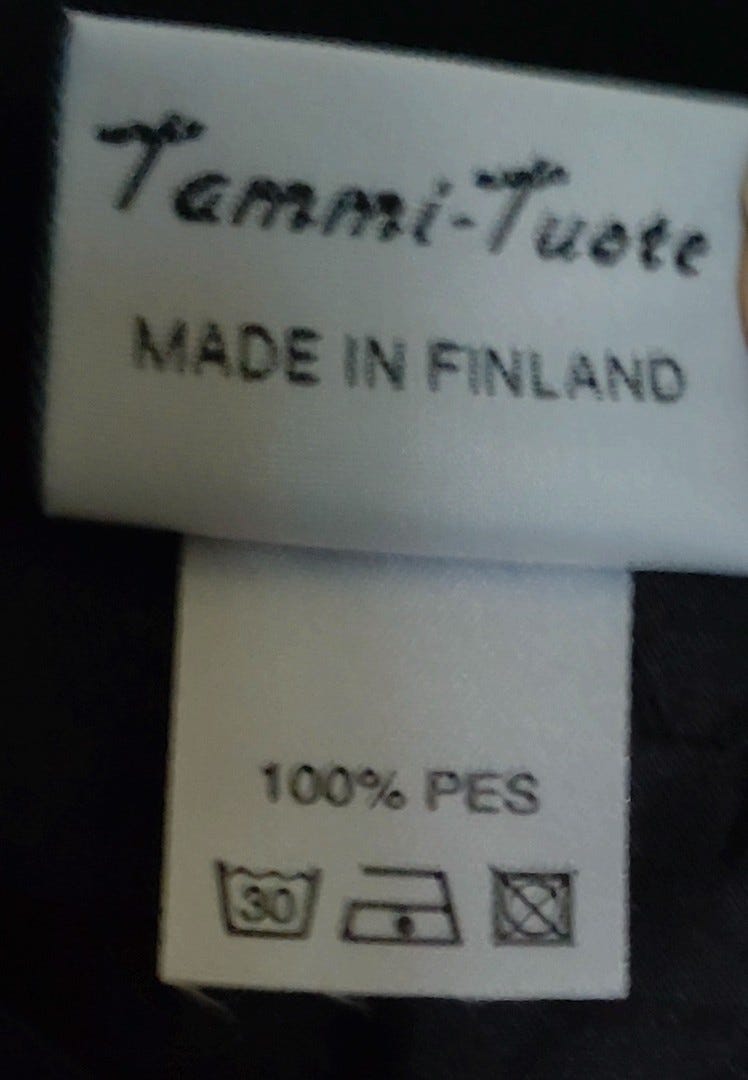 Tammi-Tuote
MADE IN FINLAND
100% PES
30